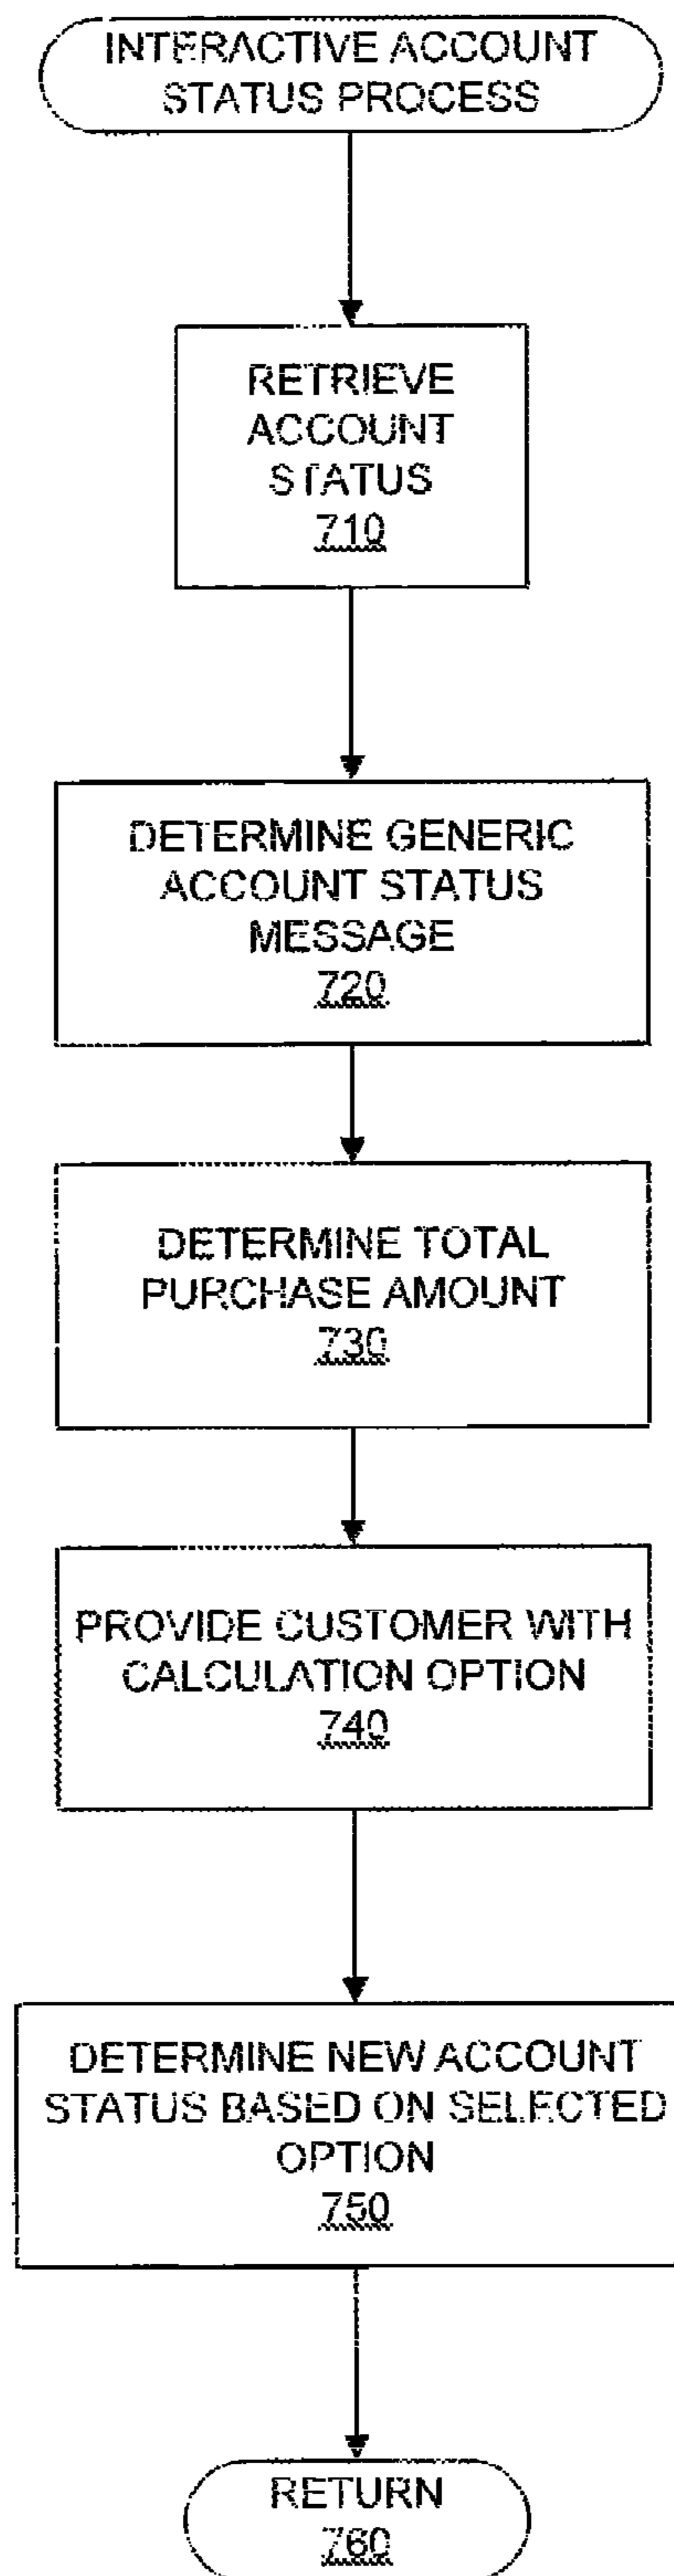 INTERACTIVE ACCOUNT
STATUS PROCESS
RETRIEVE
ACCOUNT
STATUS
710
DETERMINE GENERIC
ACCOUNT STATUS
MESSAGE
720
DETERMINE TOTAL
PURCHASE AMOUNT
730
PROVIDE CUSTOMER WITH
CALCULATION OPTION
740
DETERMINE NEW ACCOUNT
STATUS BASED ON SELECTED
OPTION
750
RETURN
760